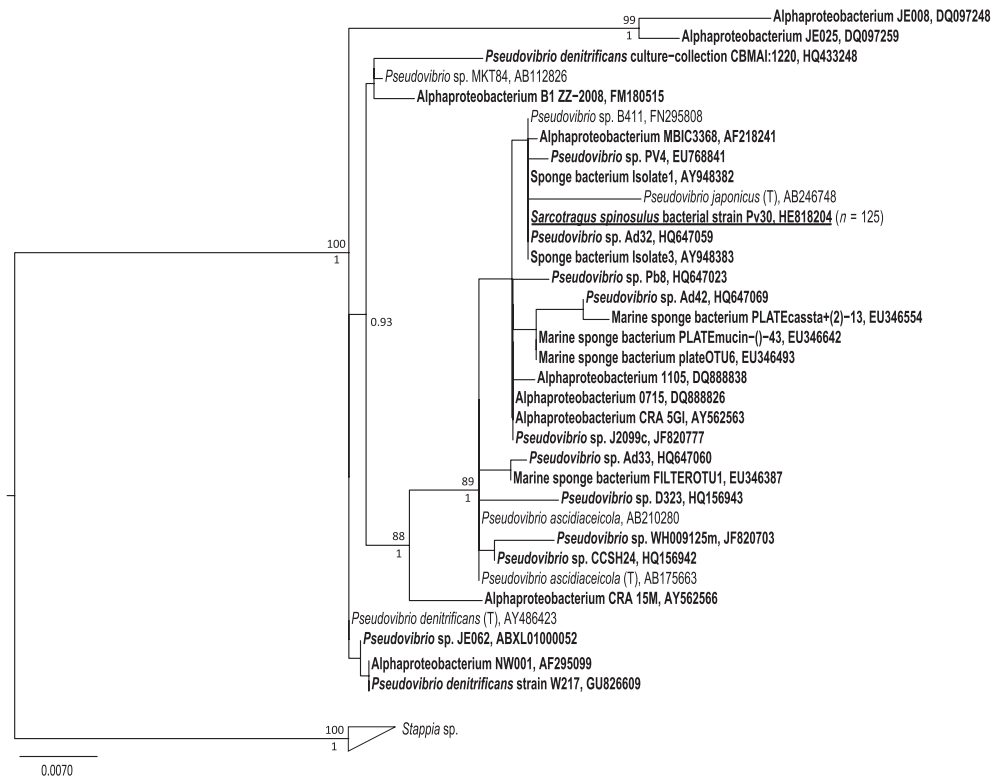 99
Alphaproteobacterium JE008, DQ097248
1
Alphaproteobacterium JE025, DQ097259
Pseudovibrio denitrificans culture−collection CBMAI:1220, HQ433248
Pseudovibrio sp. MKT84, AB112826
Alphaproteobacterium B1 ZZ−2008, FM180515
Pseudovibrio sp. B411, FN295808
Alphaproteobacterium MBIC3368, AF218241
Pseudovibrio sp. PV4, EU768841
Sponge bacterium Isolate1, AY948382
Pseudovibrio japonicus (T), AB246748
Sarcotragus spinosulus bacterial strain Pv30, HE818204 (n = 125)
Pseudovibrio sp. Ad32, HQ647059
100
Sponge bacterium Isolate3, AY948383
1
Pseudovibrio sp. Pb8, HQ647023
Pseudovibrio sp. Ad42, HQ647069
Marine sponge bacterium PLATEcassta+(2)−13, EU346554
0.93
Marine sponge bacterium PLATEmucin−()−43, EU346642
Marine sponge bacterium plateOTU6, EU346493
Alphaproteobacterium 1105, DQ888838
Alphaproteobacterium 0715, DQ888826
Alphaproteobacterium CRA 5GI, AY562563
Pseudovibrio sp. J2099c, JF820777
Pseudovibrio sp. Ad33, HQ647060
Marine sponge bacterium FILTEROTU1, EU346387
89
1
Pseudovibrio sp. D323, HQ156943
Pseudovibrio ascidiaceicola, AB210280
88
Pseudovibrio sp. WH009125m, JF820703
1
Pseudovibrio sp. CCSH24, HQ156942
Pseudovibrio ascidiaceicola (T), AB175663
Alphaproteobacterium CRA 15M, AY562566
Pseudovibrio denitrificans (T), AY486423
Pseudovibrio sp. JE062, ABXL01000052
Alphaproteobacterium NW001, AF295099
Pseudovibrio denitrificans strain W217, GU826609
100
Stappia sp.
1
0.0070